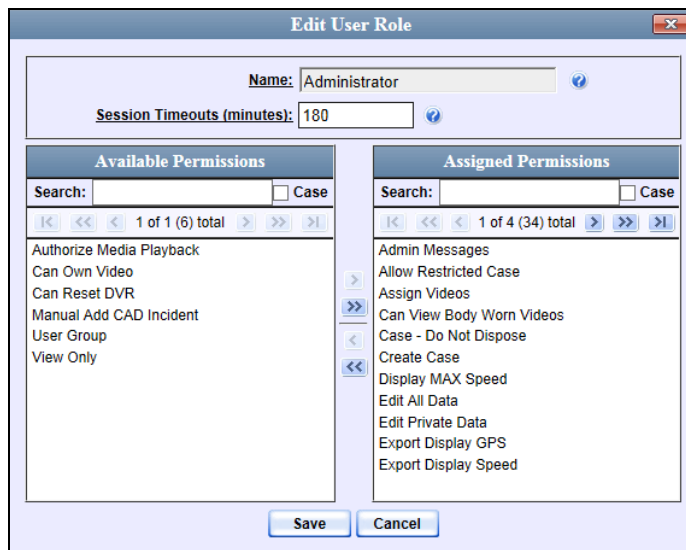 Edit User Role
Name: Administrator
Session Timeouts (minutes): 180
Available Permissions
Search: Case
1 of 1 (6) total
Authorize Media Playback
Can Own Video
Can Reset DVR
Manual Add CAD Incident
User Group
View Only
Assigned Permissions
Search: Case
1 of 4 (34) total
Admin Messages
Allow Restricted Case
Assign Videos
Can View Body Worn Videos
Case - Do Not Dispose
Create Case
Display MAX Speed
Edit All Data
Edit Private Data
Export Display GPS
Export Display Speed
Save Cancel